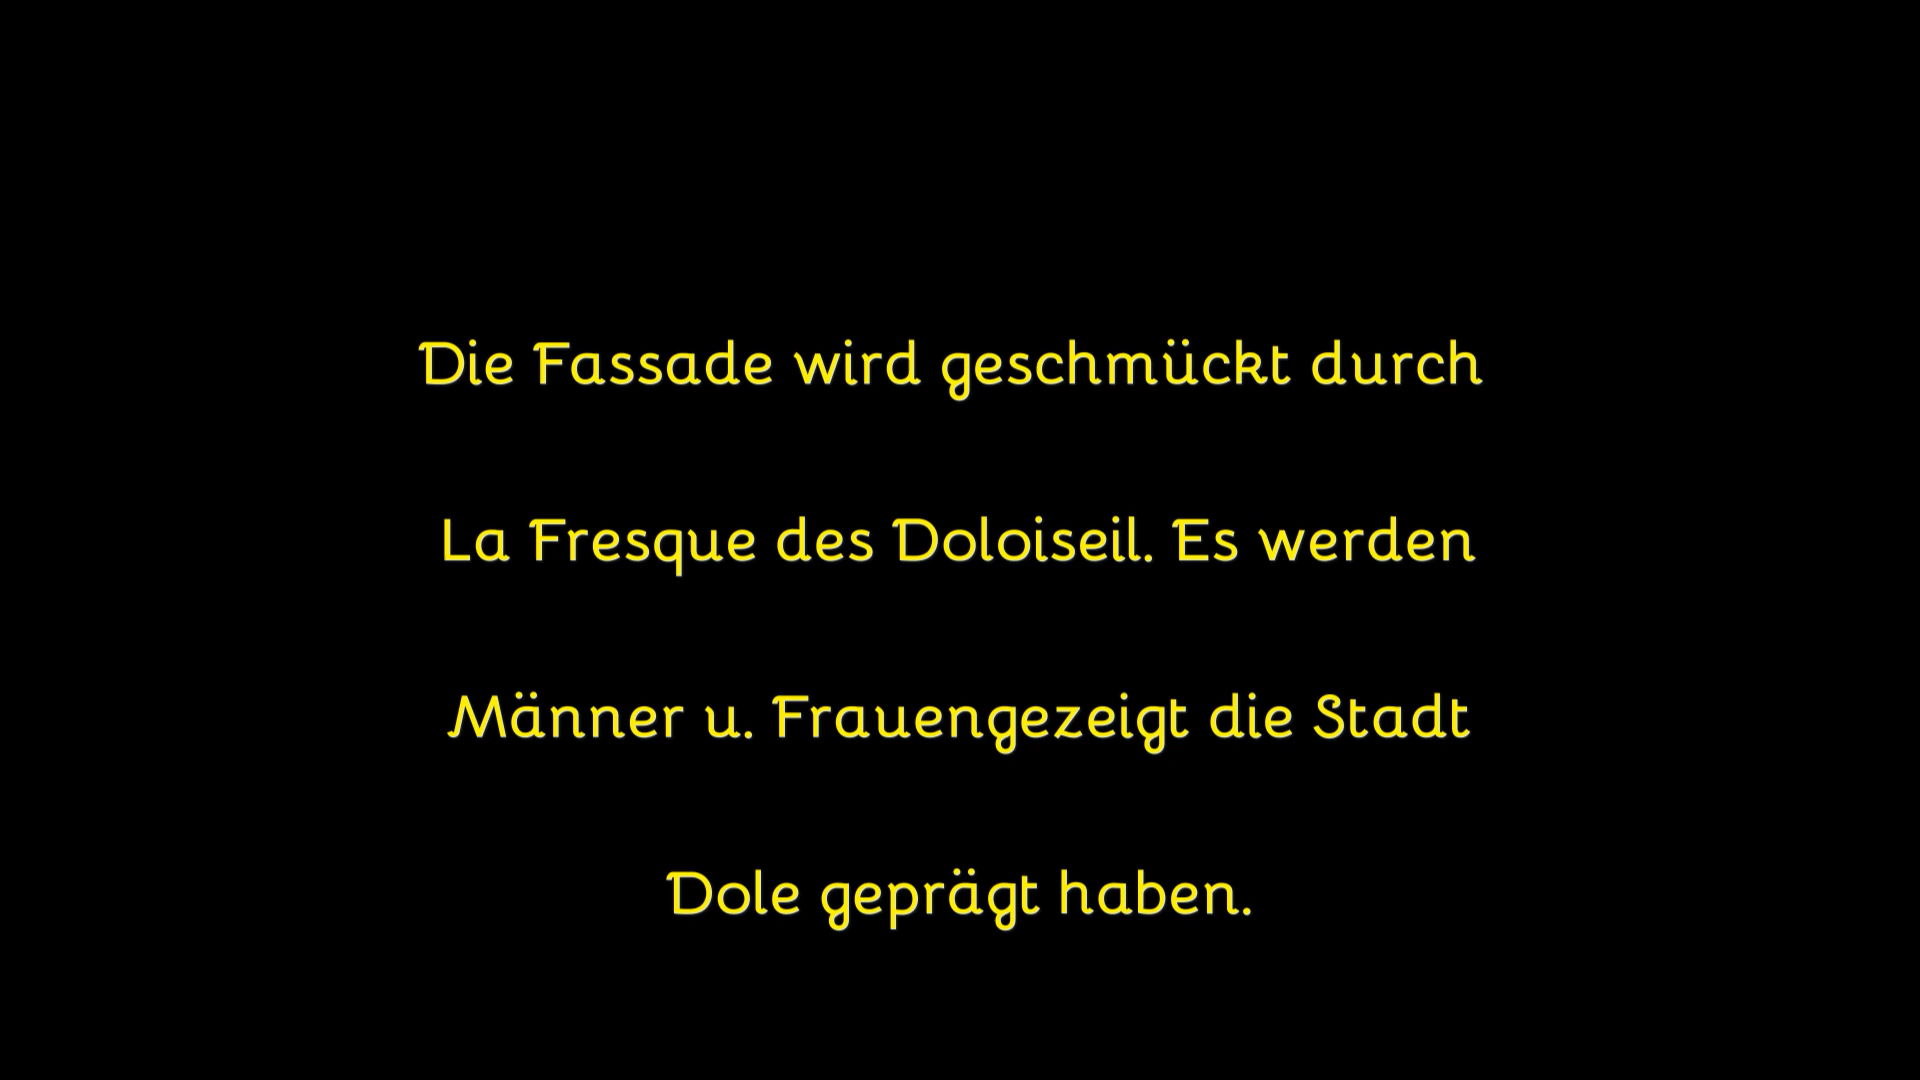 Die Fassade wird geschmückt durch
La Fresque des Doloiseil. Es werden
Männer u. Frauengezeigt die Stadt
Dole geprägt haben.